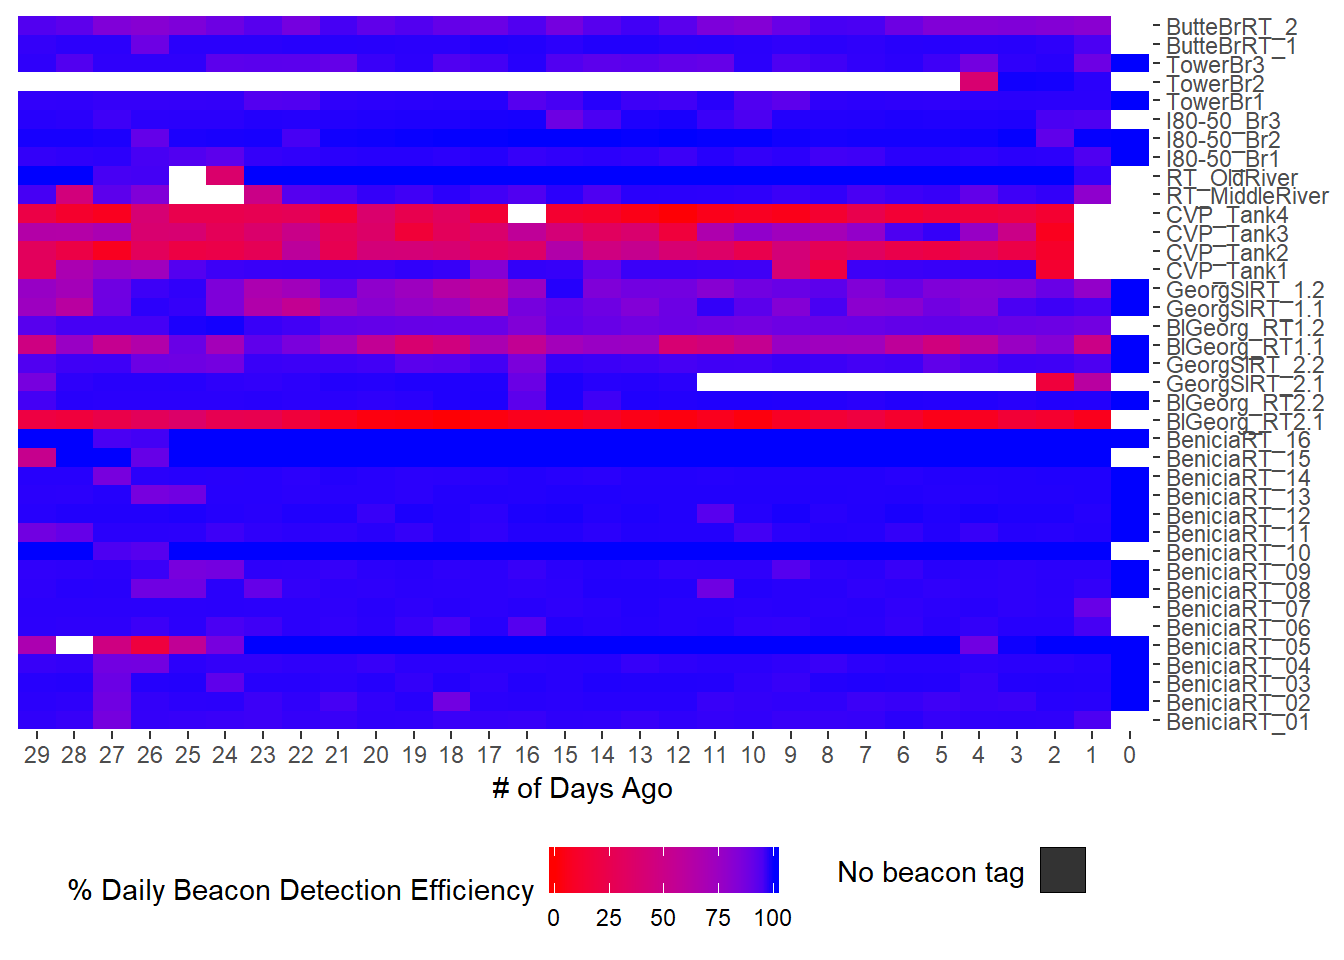 ButteBrRT_2
ButteBrRT_1
TowerBr3
TowerBr2
TowerBr1
I80-50_Br3
I80-50_Br2
I80-50_Br1
RT_OldRiver
RT_MiddleRiver
CVP_Tank4
CVP_Tank3
CVP_Tank2
CVP_Tank1
GeorgSlRT_1.2
GeorgSlRT_1.1
BlGeorg_RT1.2
BlGeorg_RT1.1
GeorgSlRT_2.2
GeorgSlRT_2.1
BlGeorg_RT2.2
BlGeorg_RT2.1
BeniciaRT_16
BeniciaRT_15
BeniciaRT_14
BeniciaRT_13
BeniciaRT_12
BeniciaRT_11
BeniciaRT_10
BeniciaRT_09
BeniciaRT_08
BeniciaRT_07
BeniciaRT_06
BeniciaRT_05
BeniciaRT_04
BeniciaRT_03
BeniciaRT_02
BeniciaRT_01
29 28 27 26 25 24 23 22 21 20 19 18 17 16 15 14 13 12 11 10 9 8 7 6 5 4 3 2 1 0
# of Days Ago
% Daily Beacon Detection Efficiency
0 25 50 75 100
No beacon tag